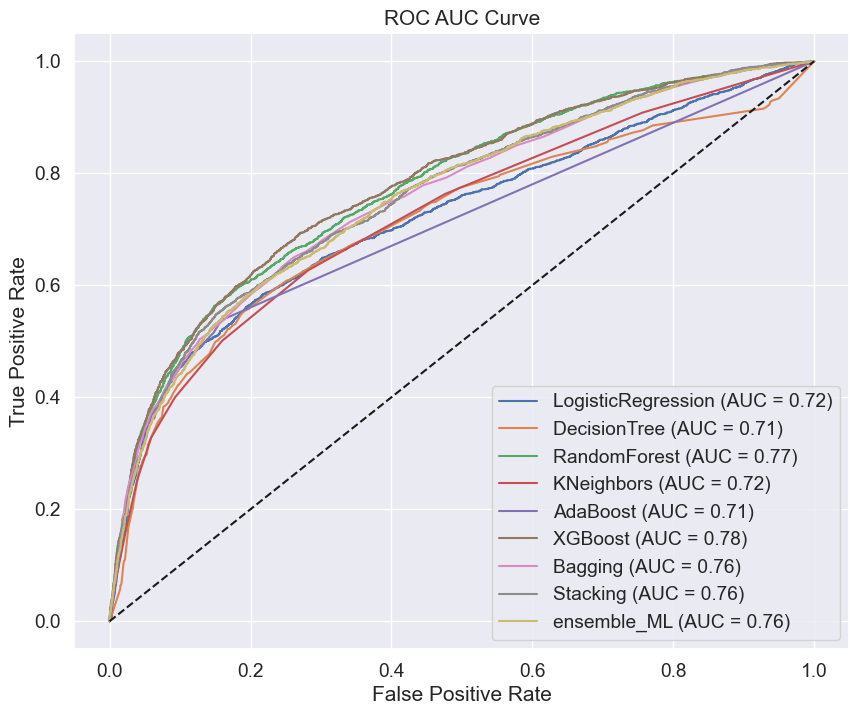 ROC AUC Curve
True Positive Rate
1.0
0.8
0.6
0.4
0.2
0.0
LogisticRegression (AUC = 0.72)
DecisionTree (AUC = 0.71)
RandomForest (AUC = 0.77)
KNeighbors (AUC = 0.72)
AdaBoost (AUC = 0.71)
XGBoost (AUC = 0.78)
Bagging (AUC = 0.76)
Stacking (AUC = 0.76)
ensemble_ML (AUC = 0.76)
0.0 0.2 0.4 0.6 0.8 1.0
False Positive Rate